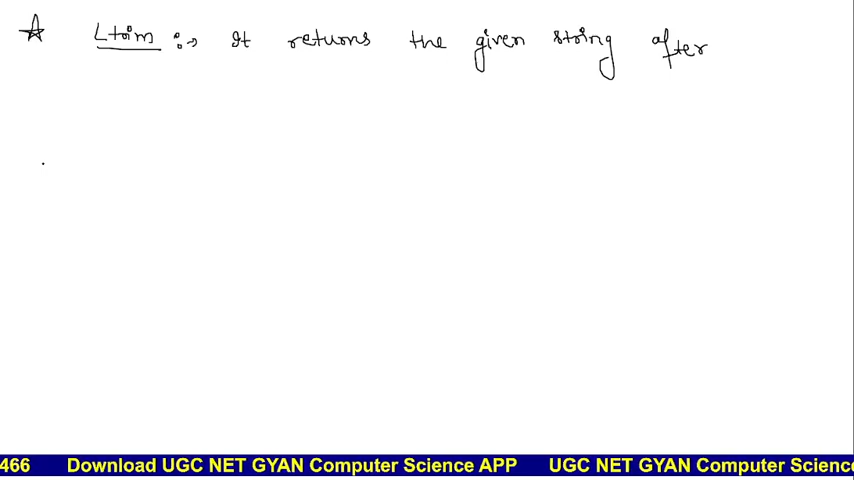 ☆ Ltrim :→ It returns the given string after
466 Download UGC NET GYAN Computer Science APP UGC NET GYAN Computer Science